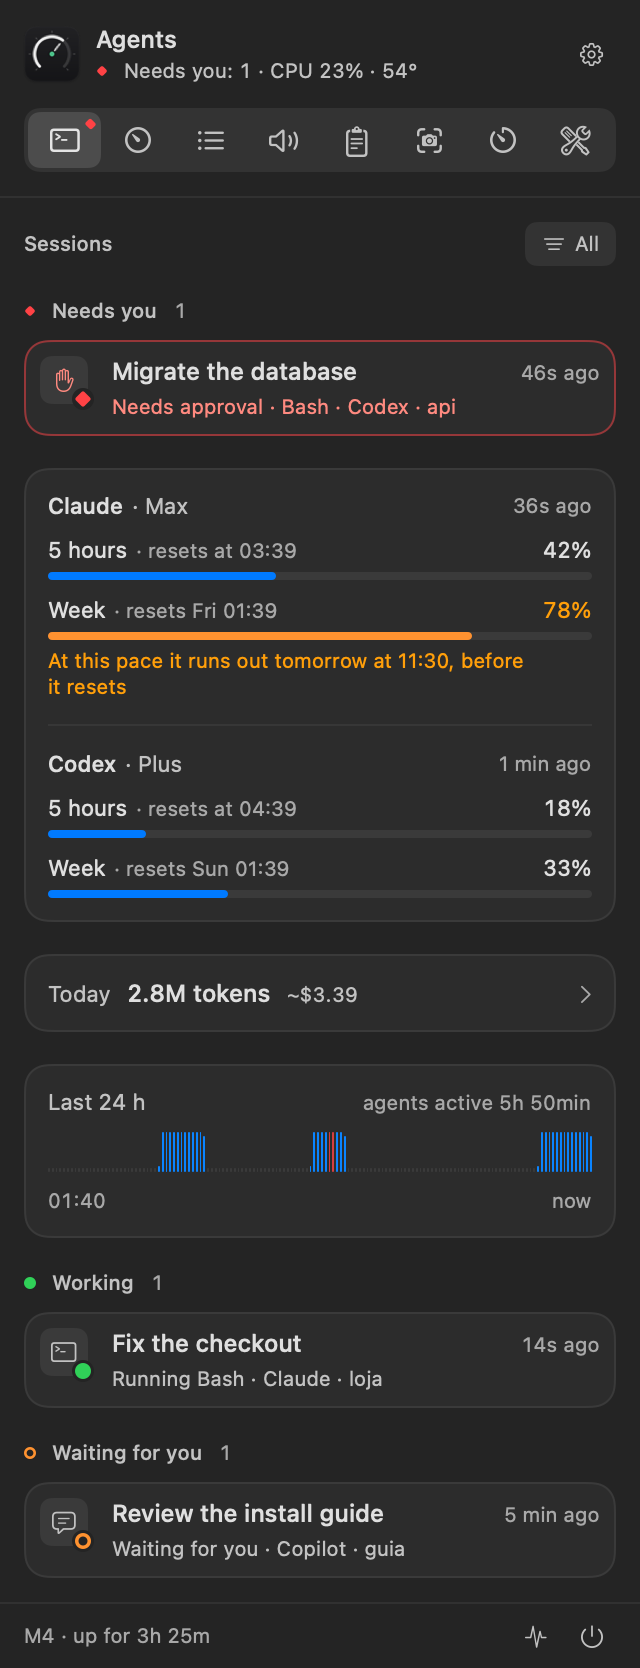 Agents
Needs you: 1 · CPU 23% · 54°
Sessions
All
Needs you 1
Migrate the database 46s ago
Needs approval · Bash · Codex · api
Claude · Max 36s ago
5 hours · resets at 03:39 42%
Week · resets Fri 01:39 78%
At this pace it runs out tomorrow at 11:30, before
it resets
Codex · Plus 1 min ago
5 hours · resets at 04:39 18%
Week · resets Sun 01:39 33%
Today 2.8M tokens ~$3.39
Last 24 h agents active 5h 50min
01:40 now
Working 1
Fix the checkout 14s ago
Running Bash · Claude · loja
Waiting for you 1
Review the install guide 5 min ago
Waiting for you · Copilot · guia
M4 · up for 3h 25m